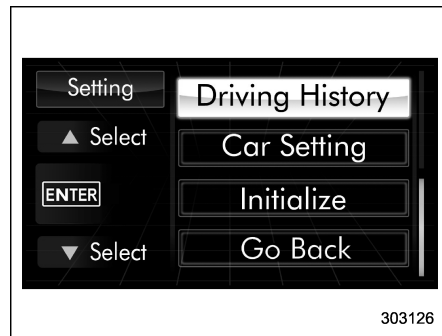 Setting
▲ Select
ENTER
▼ Select
Driving History
Car Setting
Initialize
Go Back
303126